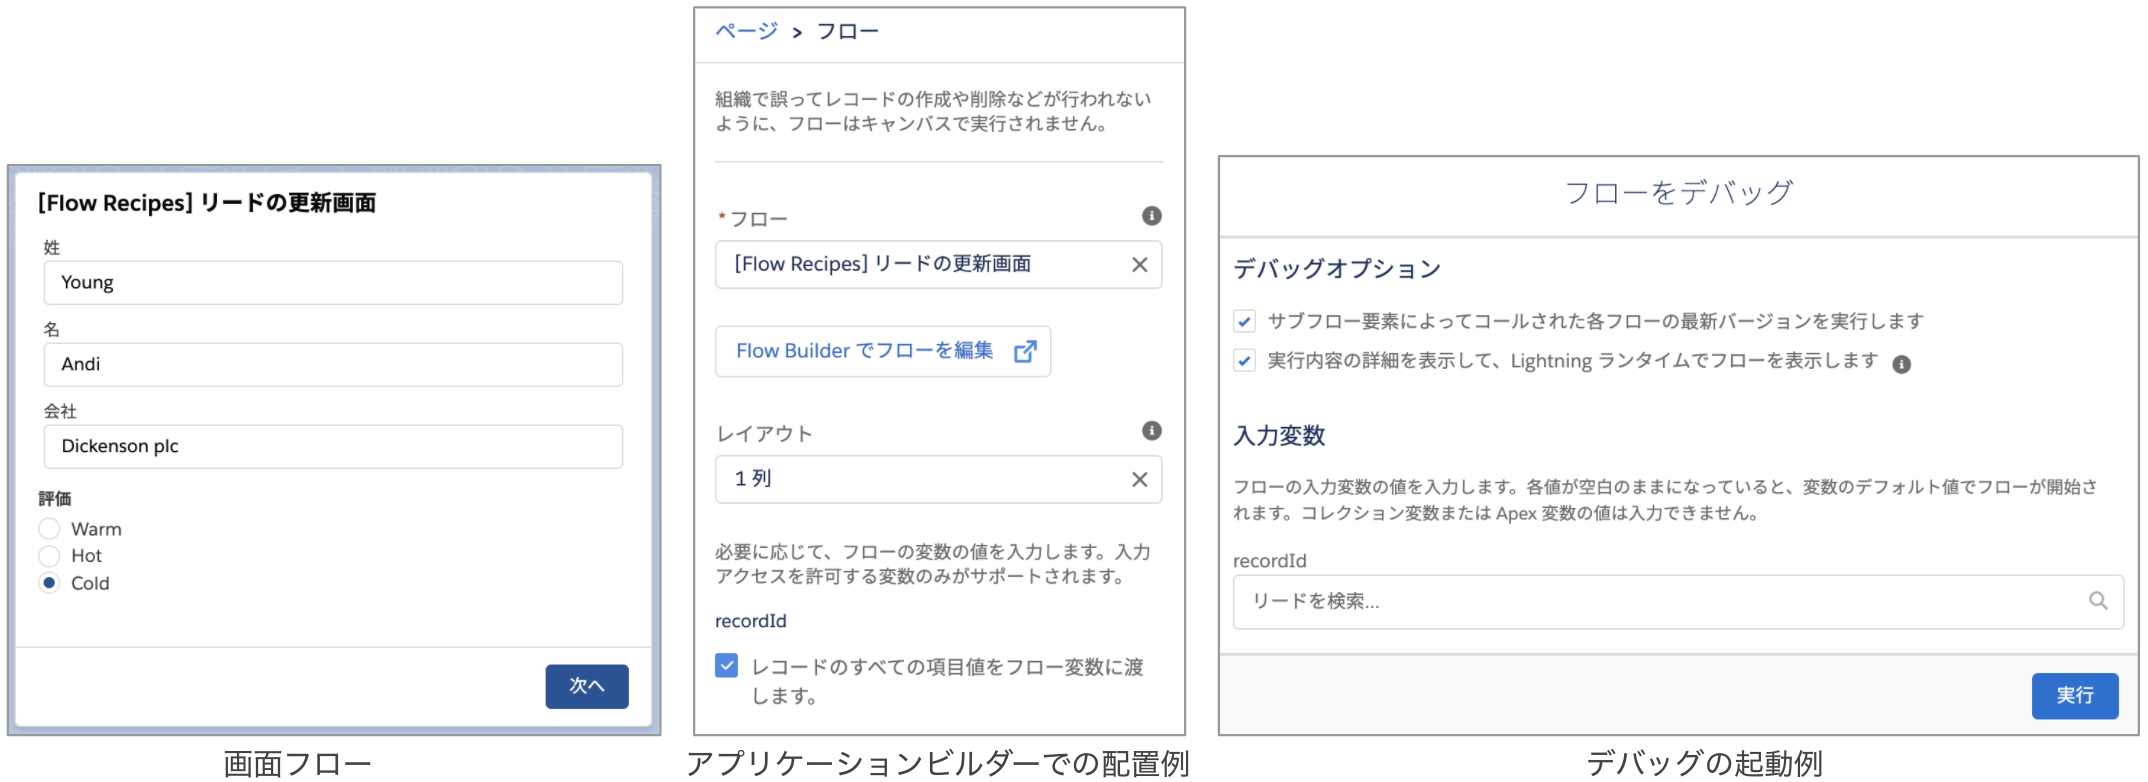 [Flow Recipes] リードの更新画面
姓
Young
名
Andi
会社
Dickenson plc
評価
Warm
Hot
Cold
次へ
画面フロー
ページ > フロー
組織で誤ってレコードの作成や削除などが行われない
ように、フローはキャンバスで実行されません。
* フロー
[Flow Recipes] リードの更新画面
Flow Builder でフローを編集
レイアウト
1 列
必要に応じて、フローの変数の値を入力します。入力
アクセスを許可する変数のみがサポートされます。
recordId
レコードのすべての項目値をフロー変数に渡
します。
アプリケーションビルダーでの配置例
フローをデバッグ
デバッグオプション
サブフロー要素によってコールされた各フローの最新バージョンを実行します
実行内容の詳細を表示して、Lightning ランタイムでフローを表示します
入力変数
フローの入力変数の値を入力します。各値が空白のままになっていると、変数のデフォルト値でフローが開始さ
れます。コレクション変数または Apex 変数の値は入力できません。
recordId
リードを検索...
実行
デバッグの起動例